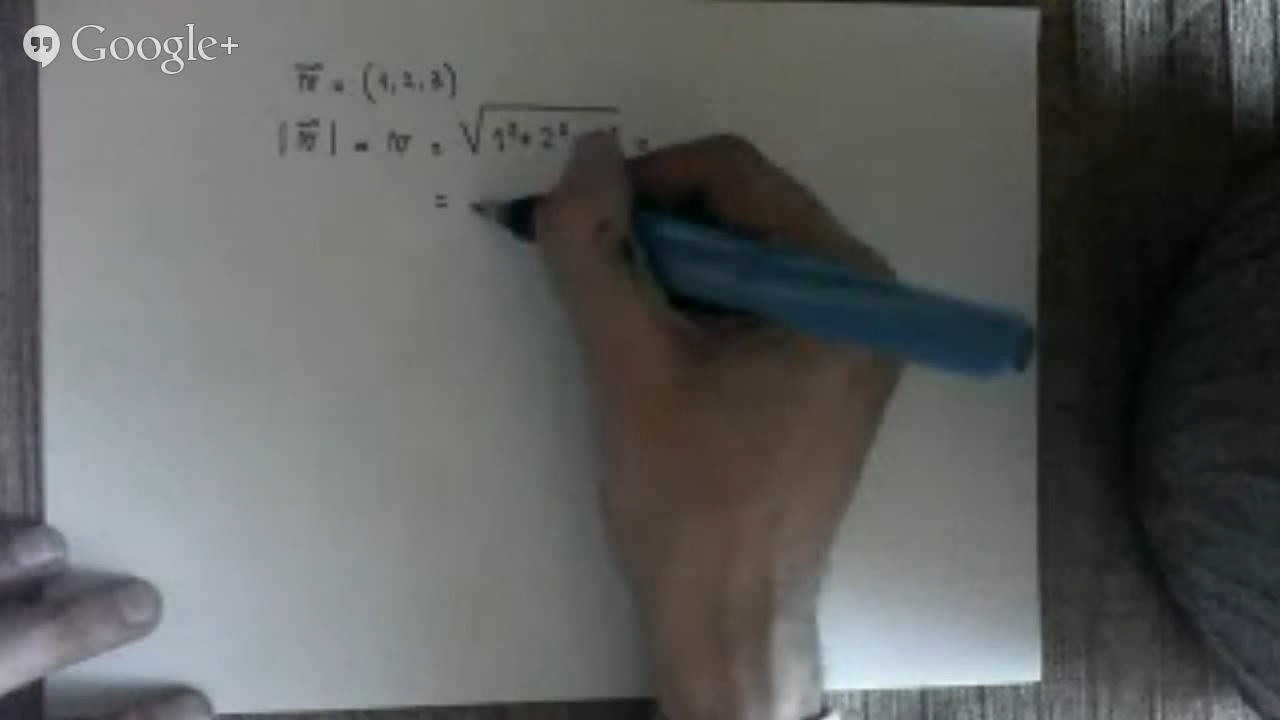 Google+
v⃗ = (1, 2, 3)
|v⃗| = v = √1² + 2²
=